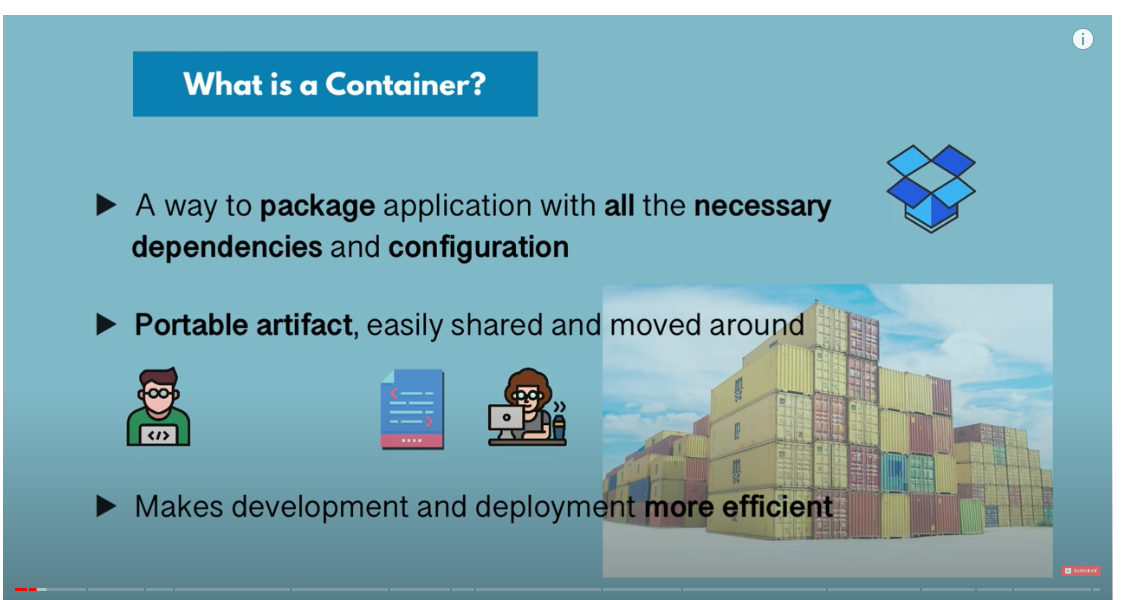 What is a Container?
A way to package application with all the necessary
dependencies and configuration
Portable artifact, easily shared and moved around
</>
Makes development and deployment more efficient
SUBSCRIBE